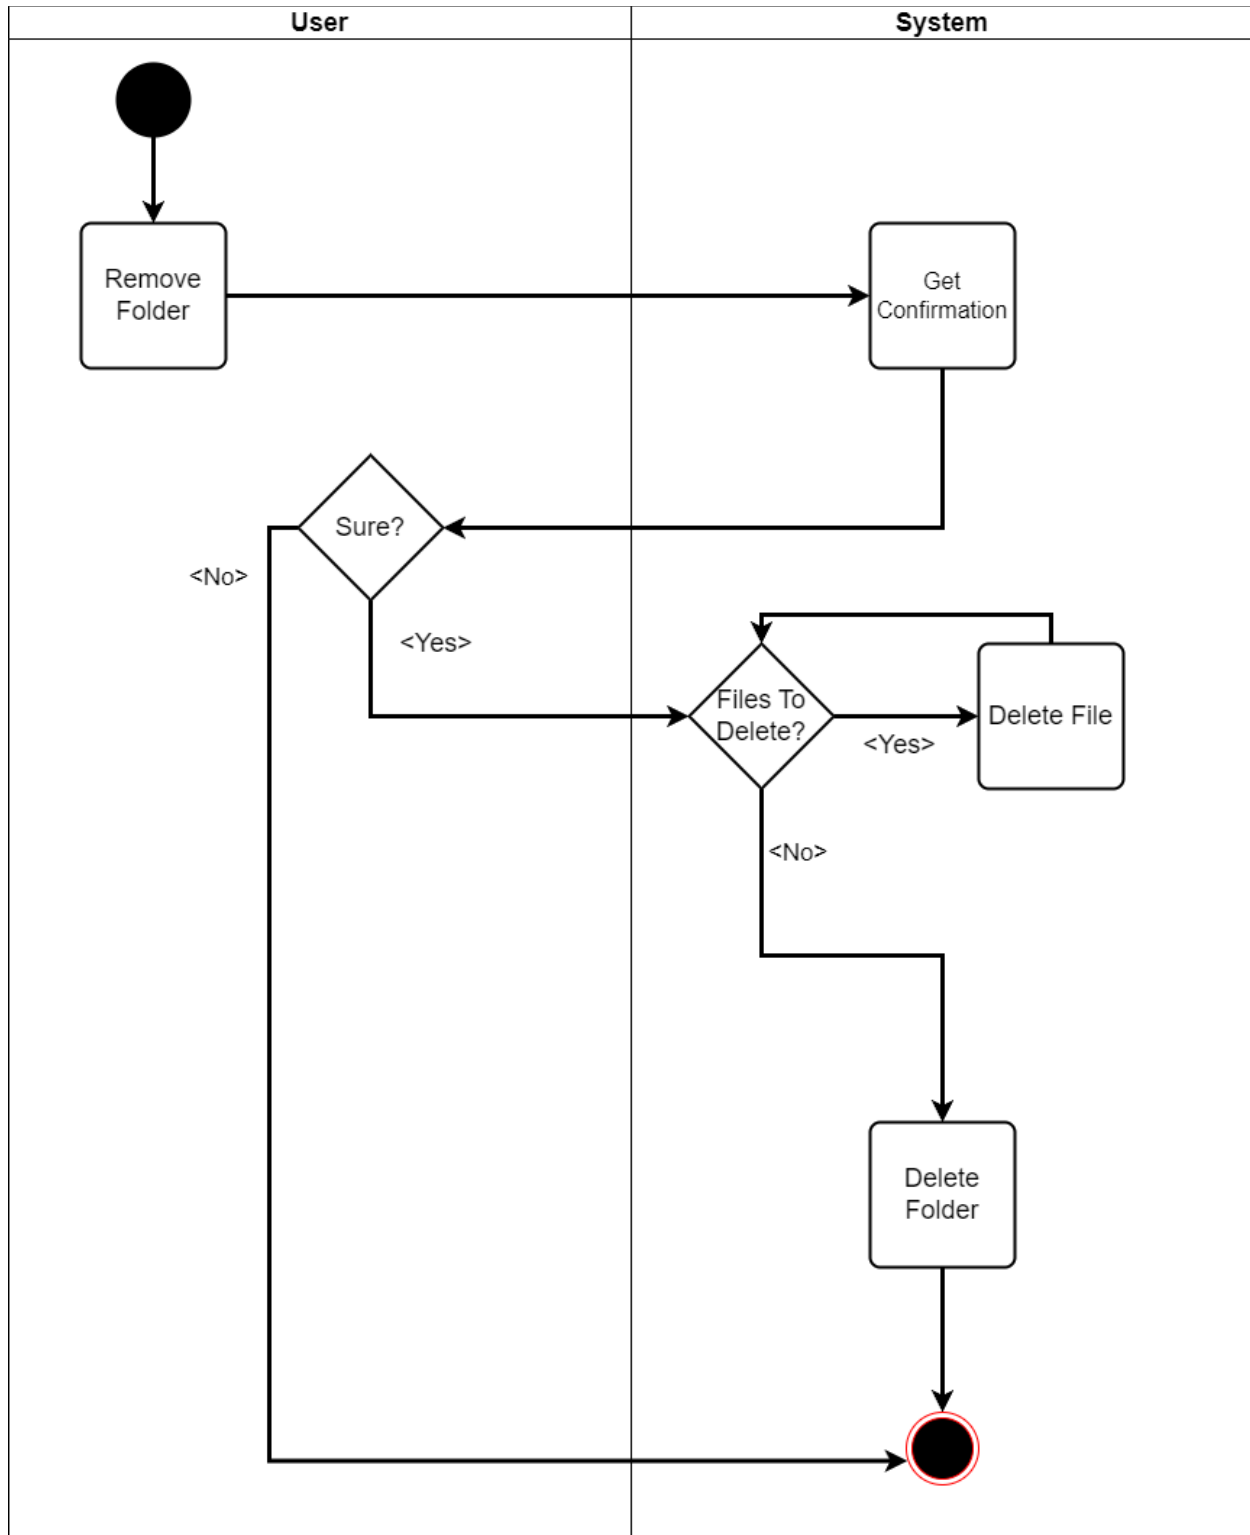 User
System
Remove
Folder
Get
Confirmation
Sure?
<No>
<Yes>
Files To
Delete?
<Yes>
Delete File
<No>
Delete
Folder